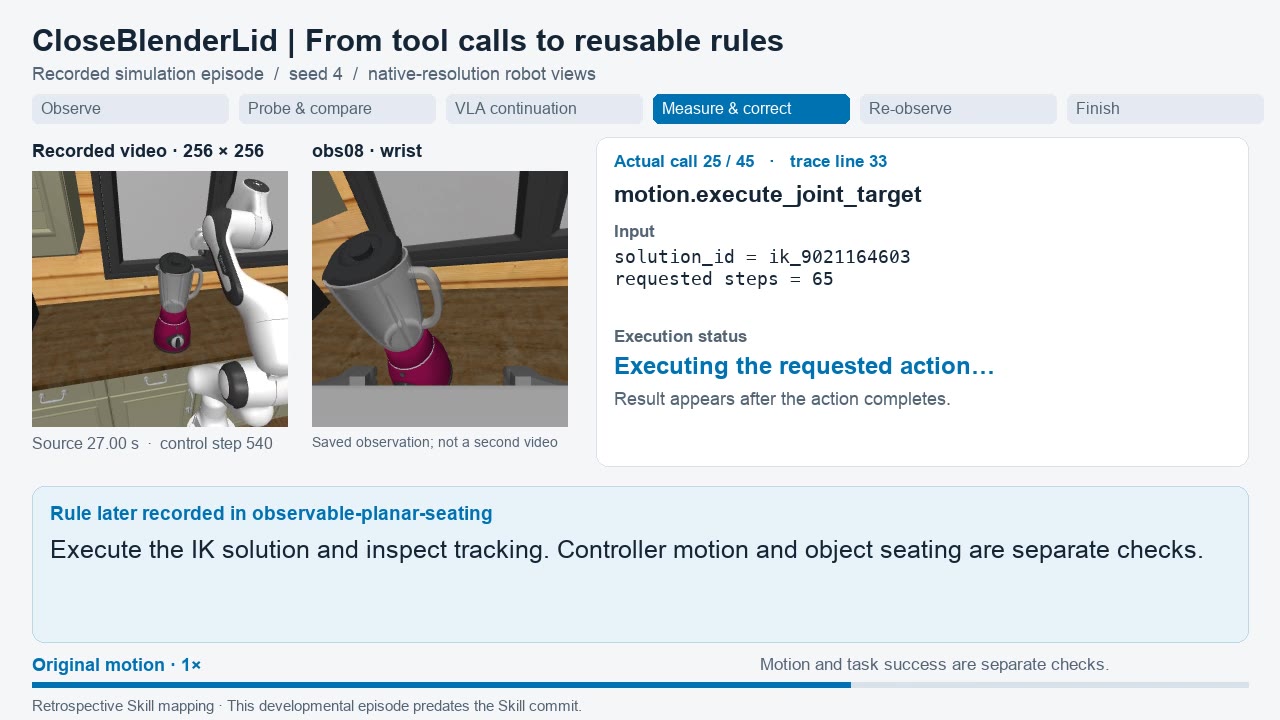 CloseBlenderLid | From tool calls to reusable rules
Recorded simulation episode / seed 4 / native-resolution robot views
Observe
Probe & compare
VLA continuation
Measure & correct
Re-observe
Finish
Recorded video · 256 × 256
obs08 · wrist
Source 27.00 s · control step 540
Saved observation; not a second video
Actual call 25 / 45 · trace line 33
motion.execute_joint_target
Input
solution_id = ik_9021164603
requested steps = 65
Execution status
Executing the requested action…
Result appears after the action completes.
Rule later recorded in observable-planar-seating
Execute the IK solution and inspect tracking. Controller motion and object seating are separate checks.
Original motion · 1×
Motion and task success are separate checks.
Retrospective Skill mapping · This developmental episode predates the Skill commit.